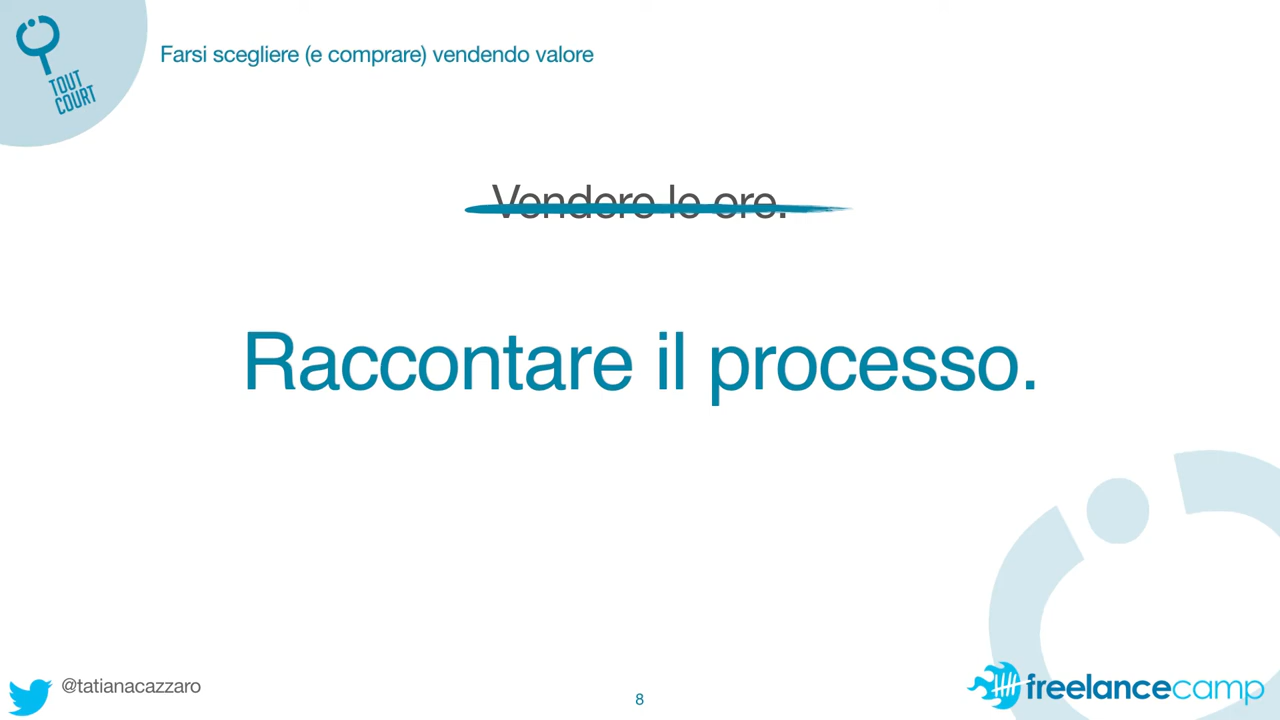 TOUT
COURT
Farsi scegliere (e comprare) vendendo valore
Vendere le ore.
Raccontare il processo.
@tatianacazzaro
8
freelancecamp